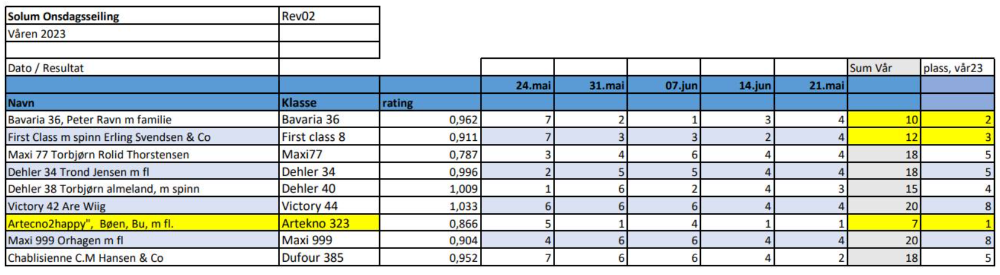 Solum Onsdagsseiling Rev02
Våren 2023
Dato / Resultat Sum Vår plass, vår23
24.mai 31.mai 07.jun 14.jun 21.mai
Navn Klasse rating
Bavaria 36, Peter Ravn m familie Bavaria 36 0,962 7 2 1 3 4 10 2
First Class m spinn Erling Svendsen & Co First class 8 0,911 7 3 3 2 4 12 3
Maxi 77 Torbjørn Rolid Thorstensen Maxi77 0,787 3 4 6 4 4 18 5
Dehler 34 Trond Jensen m fl Dehler 34 0,996 2 5 5 4 4 18 5
Dehler 38 Torbjørn almeland, m spinn Dehler 40 1,009 1 6 2 4 3 15 4
Victory 42 Are Wiig Victory 44 1,033 6 6 6 4 4 20 8
Artecno2happy", Bøen, Bu, m fl. Artekno 323 0,866 5 1 4 1 1 7 1
Maxi 999 Orhagen m fl Maxi 999 0,904 4 6 6 4 4 20 8
Chablisienne C.M Hansen & Co Dufour 385 0,952 7 6 6 4 2 18 5